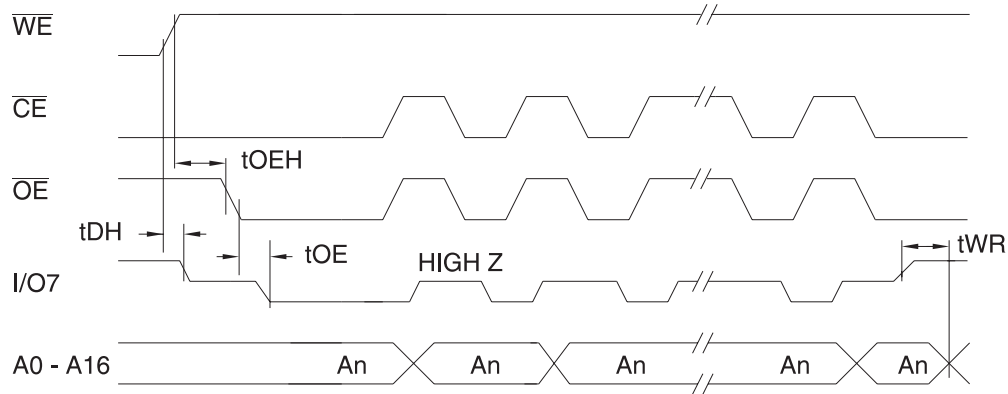 WE
CE
tOEH
OE
tDH
tOE
HIGH Z
tWR
I/O7
A0 - A16
An An An An An